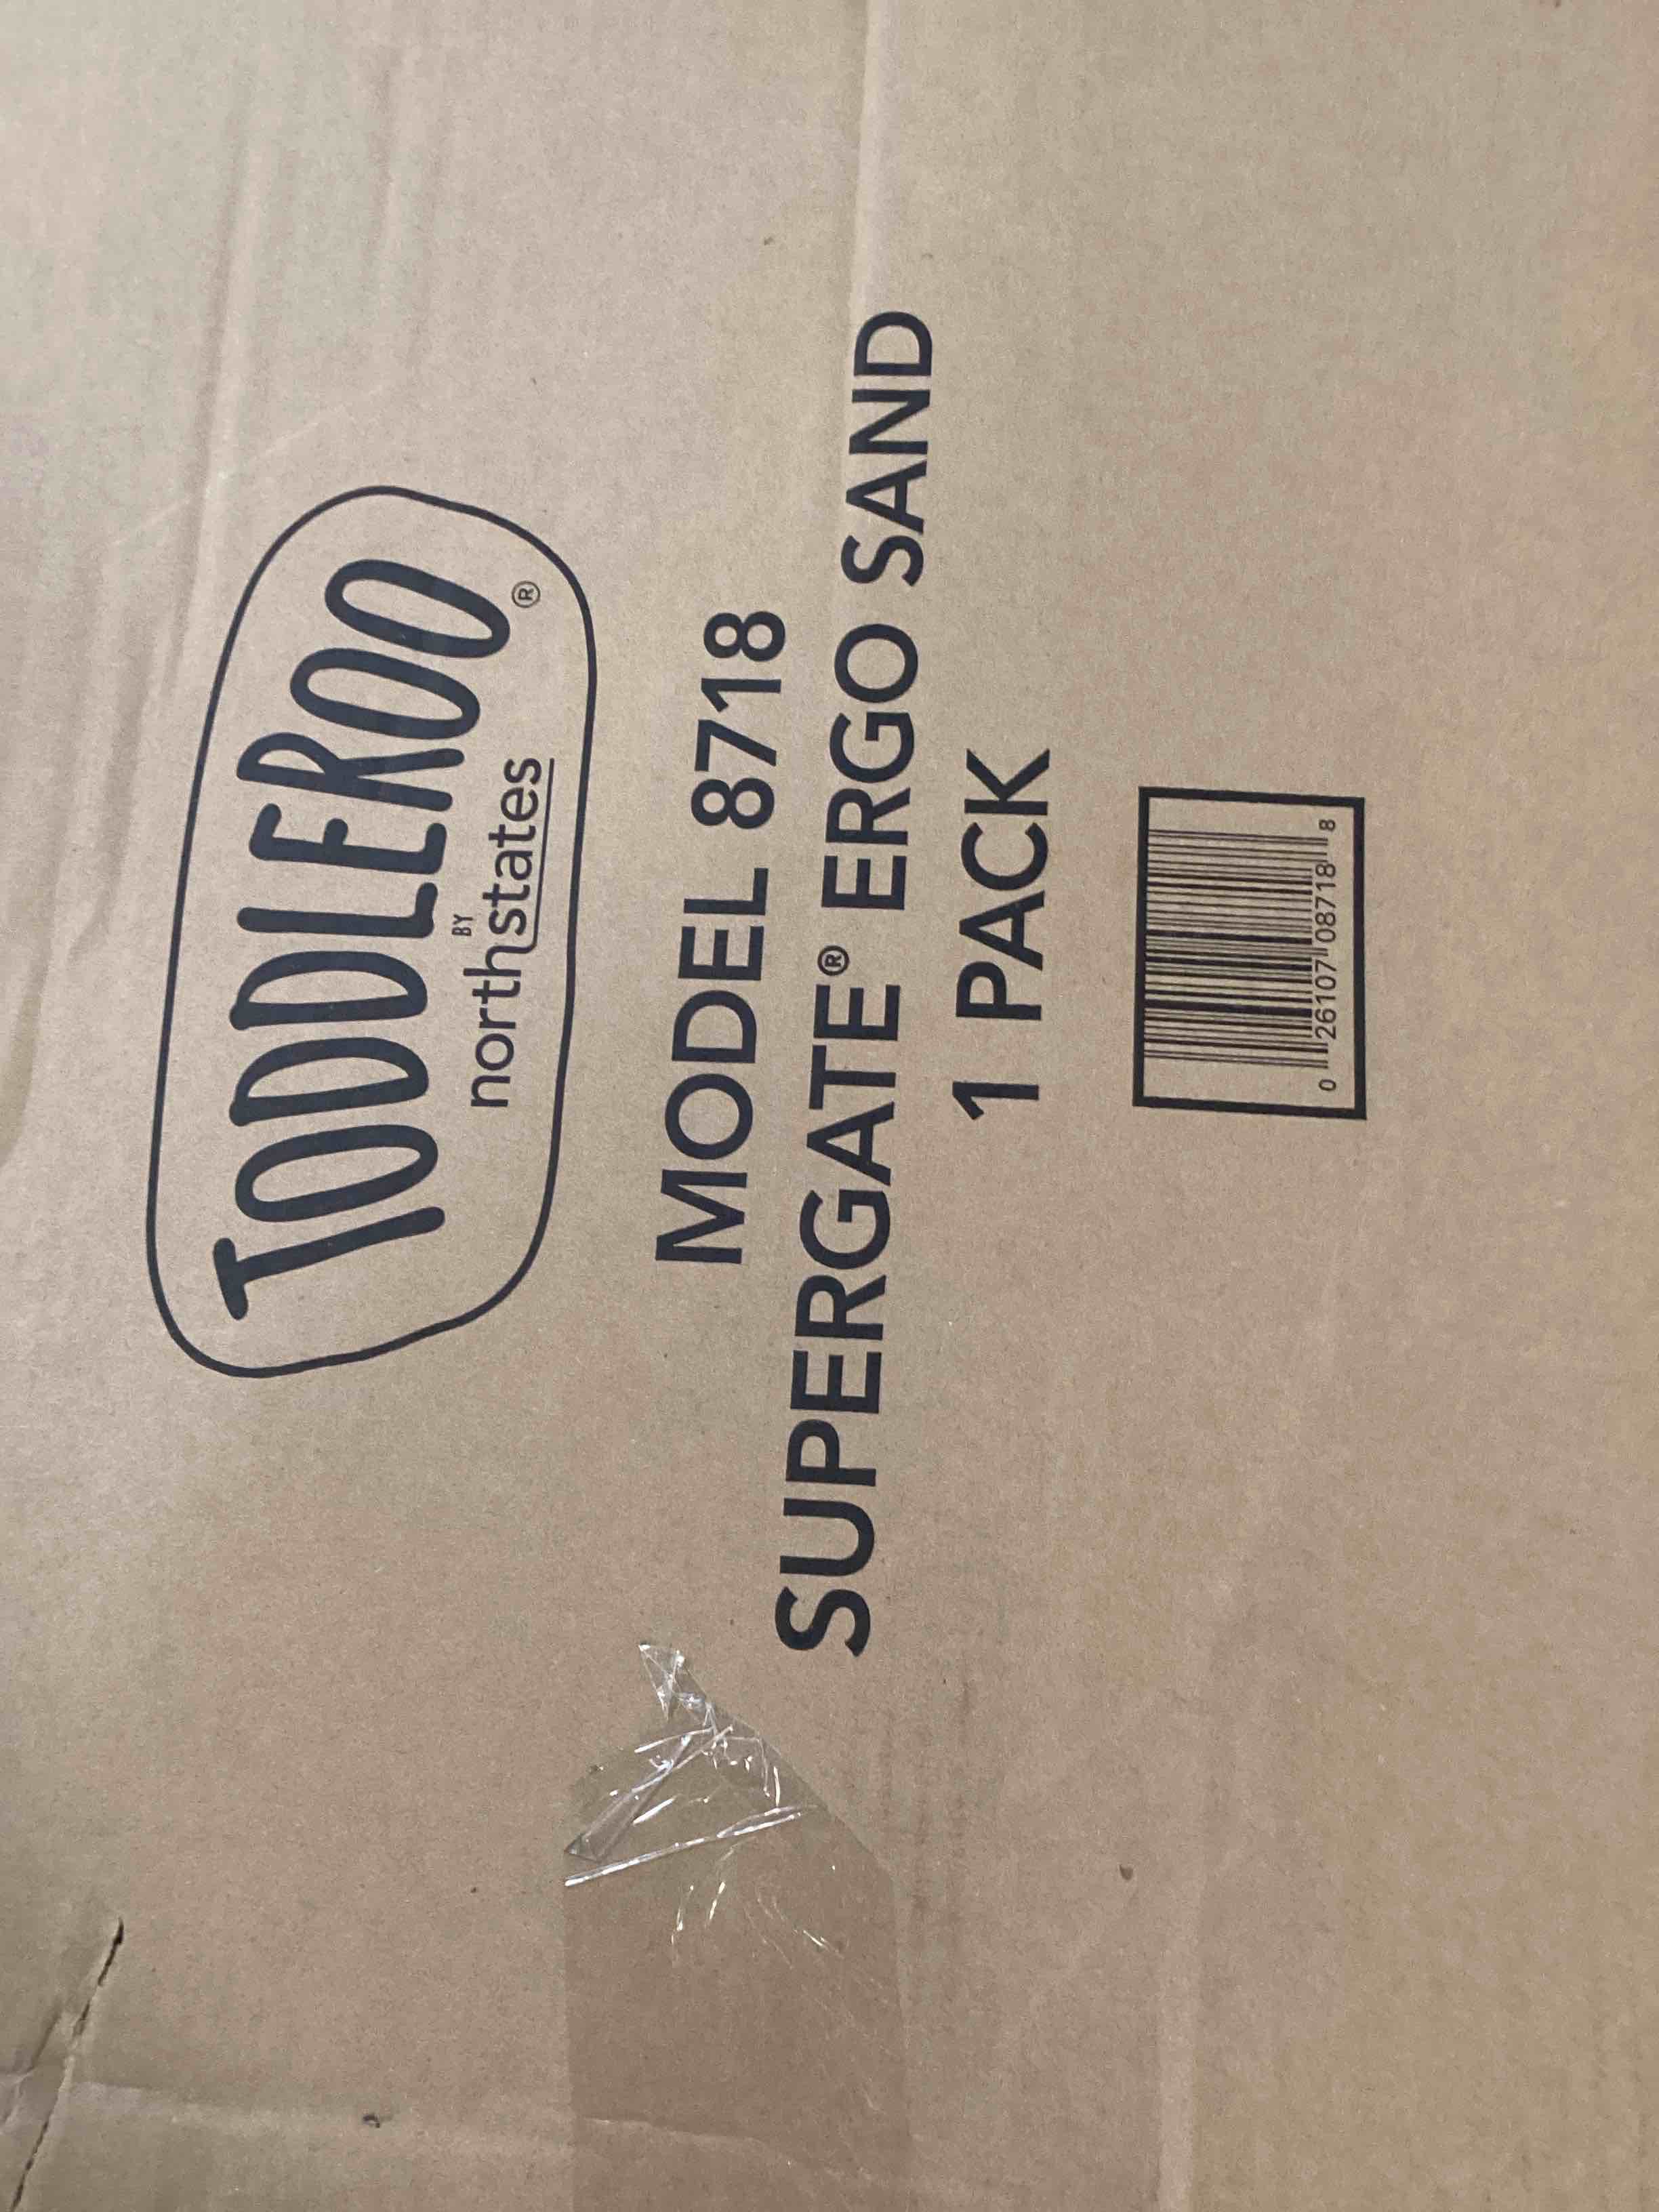 TODDLEROO®
BY
northstates
MODEL 8718
SUPERGATE® ERGO SAND
1 PACK
0 26107 08718 8